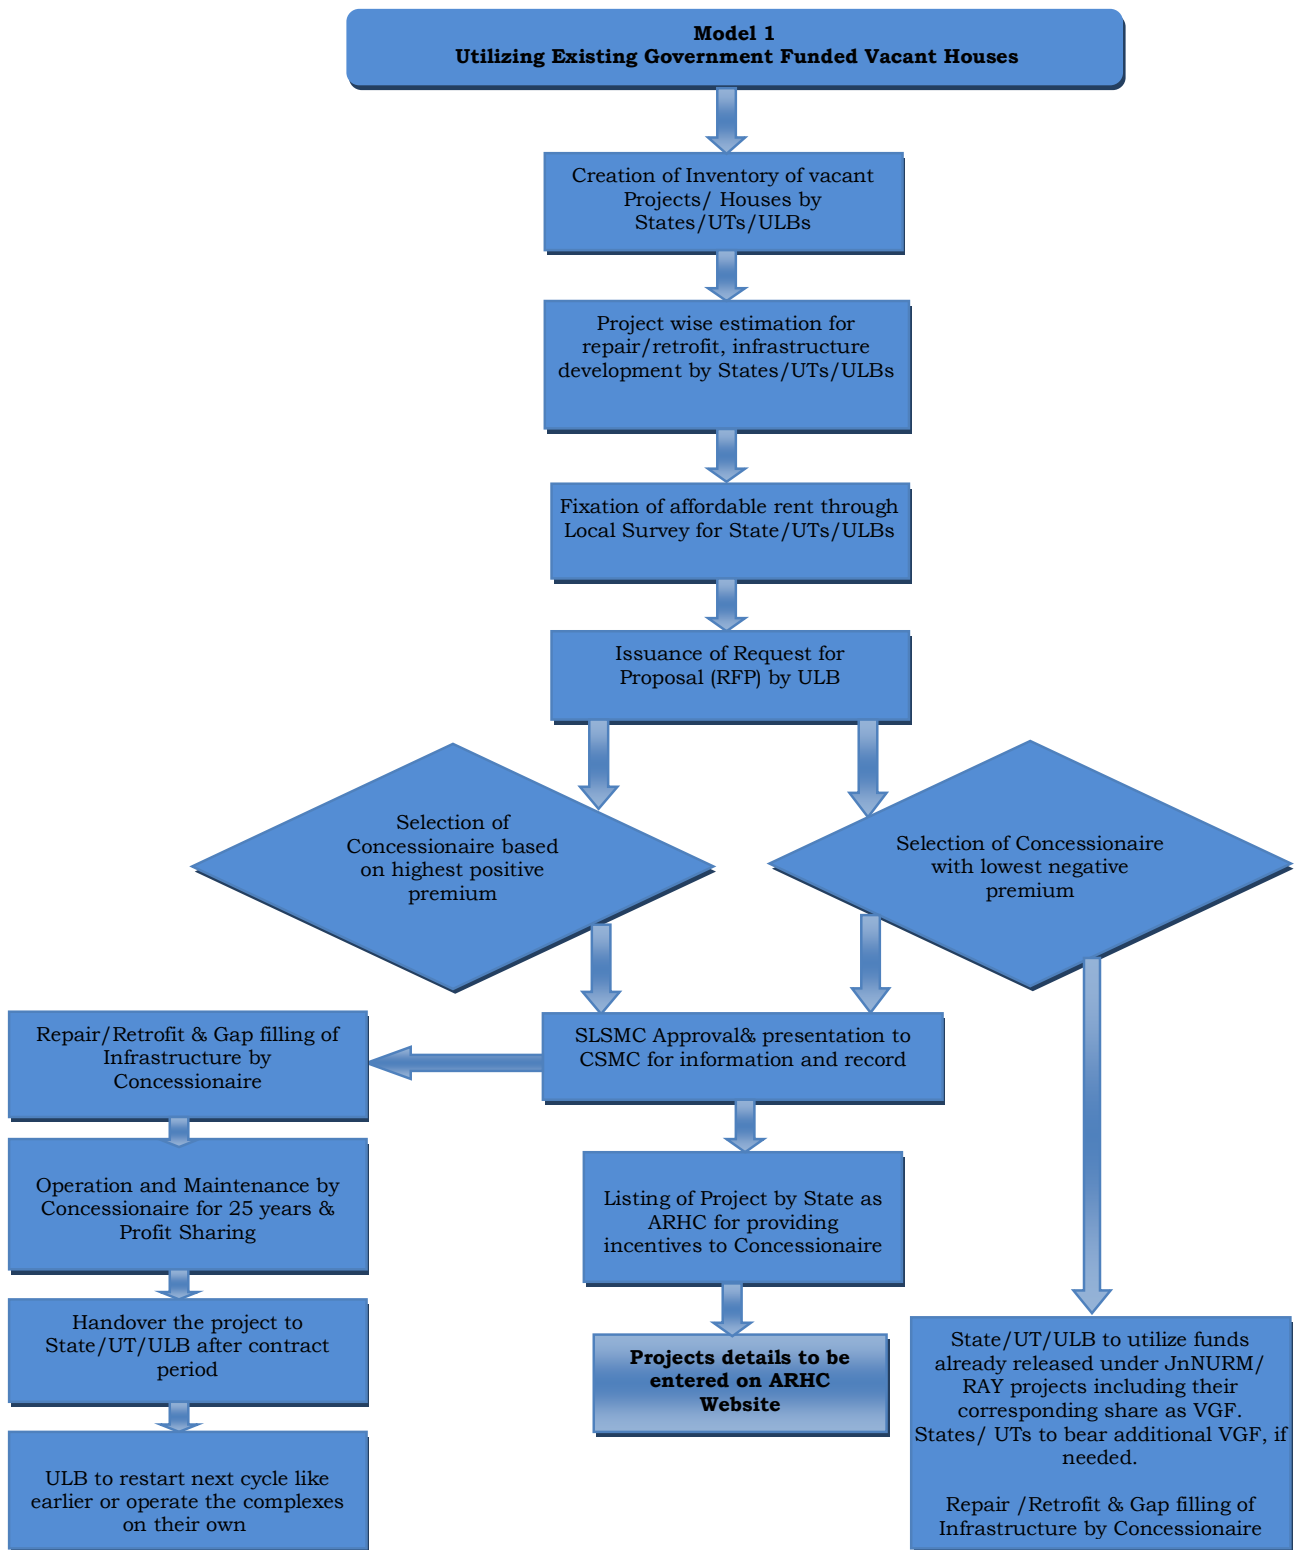 Model 1
Utilizing Existing Government Funded Vacant Houses
Creation of Inventory of vacant
Projects/ Houses by
States/UTs/ULBs
Project wise estimation for
repair/retrofit, infrastructure
development by States/UTs/ULBs
Fixation of affordable rent through
Local Survey for State/UTs/ULBs
Issuance of Request for
Proposal (RFP) by ULB
Selection of
Concessionaire based
on highest positive
premium
Selection of Concessionaire
with lowest negative
premium
SLSMC Approval& presentation to
CSMC for information and record
Repair/Retrofit & Gap filling of
Infrastructure by
Concessionaire
Operation and Maintenance by
Concessionaire for 25 years &
Profit Sharing
Handover the project to
State/UT/ULB after contract
period
ULB to restart next cycle like
earlier or operate the complexes
on their own
Listing of Project by State as
ARHC for providing
incentives to Concessionaire
Projects details to be
entered on ARHC
Website
State/UT/ULB to utilize funds
already released under JnNURM/
RAY projects including their
corresponding share as VGF.
States/ UTs to bear additional VGF, if
needed.
Repair /Retrofit & Gap filling of
Infrastructure by Concessionaire